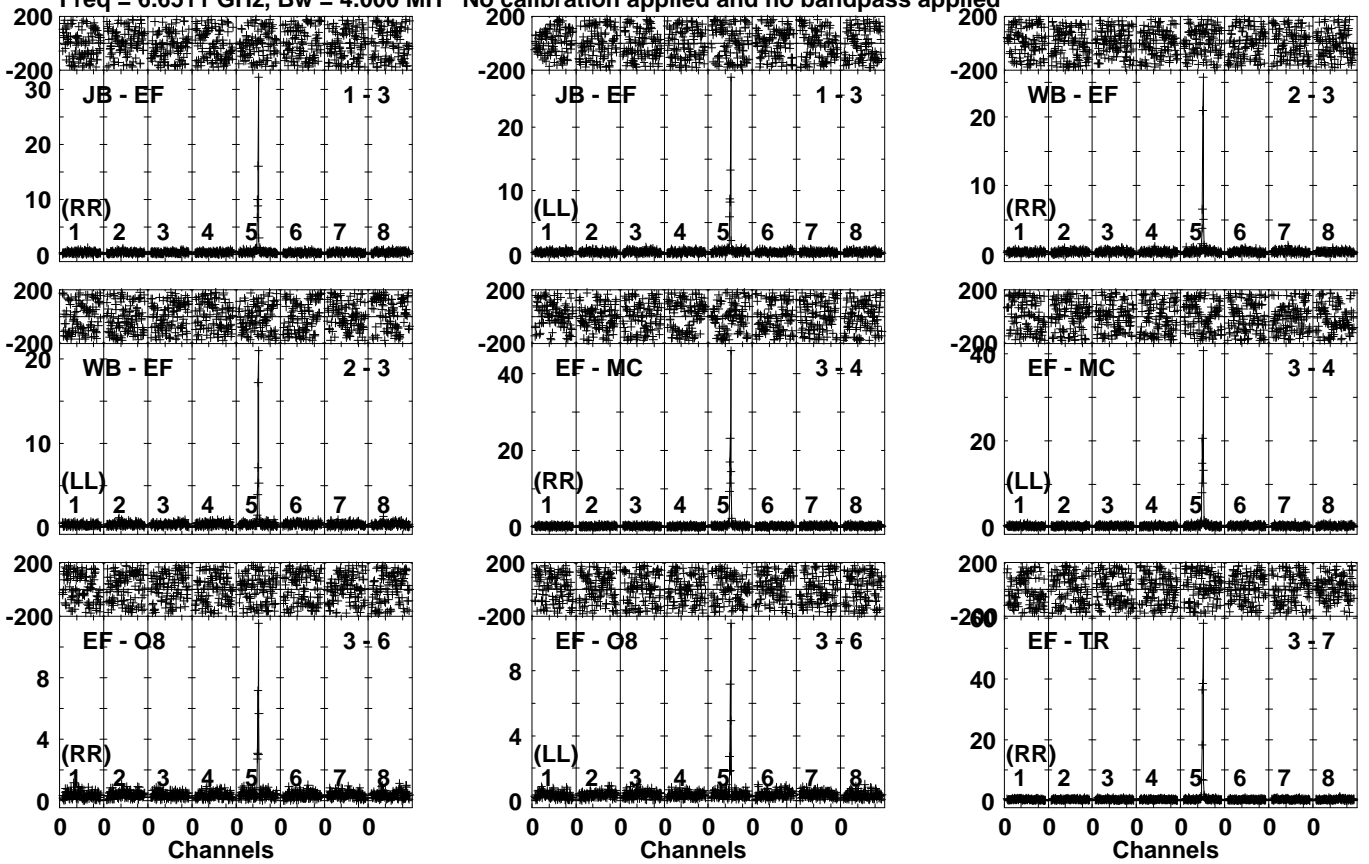 Freq = 6.6511 GHz, Bw = 4.000 MH No calibration applied and no bandpass applied
200 200 200
-200 -200 -200
30 JB - EF 1 - 3 JB - EF 1 - 3 WB - EF 2 - 3
20 20 20
10 10 10
(RR) (LL) (RR)
1 2 3 4 5 6 7 8 1 2 3 4 5 6 7 8 1 2 3 4 5 6 7 8
0 0 0
200 200 200
-200 -200 -200
20 WB - EF 2 - 3 40 EF - MC 3 - 4 40 EF - MC 3 - 4
10 20 20
(LL) (RR) (LL)
1 2 3 4 5 6 7 8 1 2 3 4 5 6 7 8 1 2 3 4 5 6 7 8
0 0 0
200 200 200
-200 -200 -200
60
EF - O8 3 - 6 EF - O8 3 - 6 EF - TR 3 - 7
8 8 40
4 4 20
(RR) (LL) (RR)
1 2 3 4 5 6 7 8 1 2 3 4 5 6 7 8 1 2 3 4 5 6 7 8
0 0 0
0 0 0 0 0 0 0 0 0 0 0 0 0 0 0 0 0 0 0 0 0 0 0 0
Channels Channels Channels